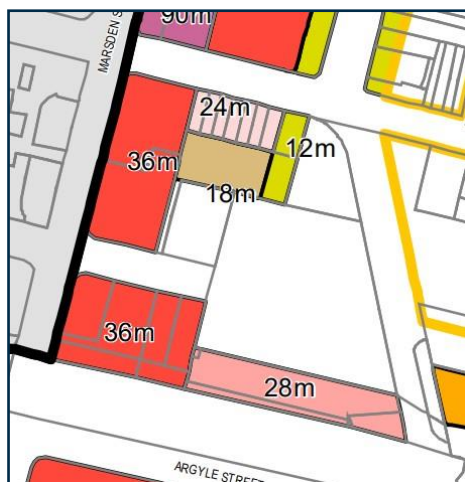 90m
MARSDEN S
24m
12m
36m
18m
36m
28m
ARGYLE STREET